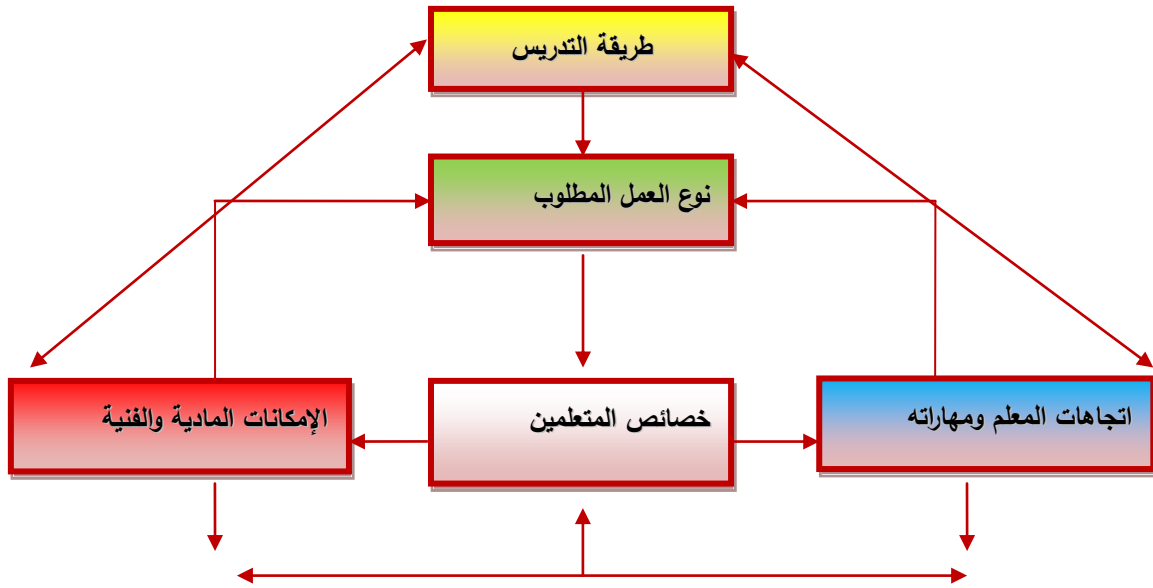 طريقة التدريس
نوع العمل المطلوب
اتجاهات المعلم ومهاراته
خصائص المتعلمين
الإمكانات المادية والفنية